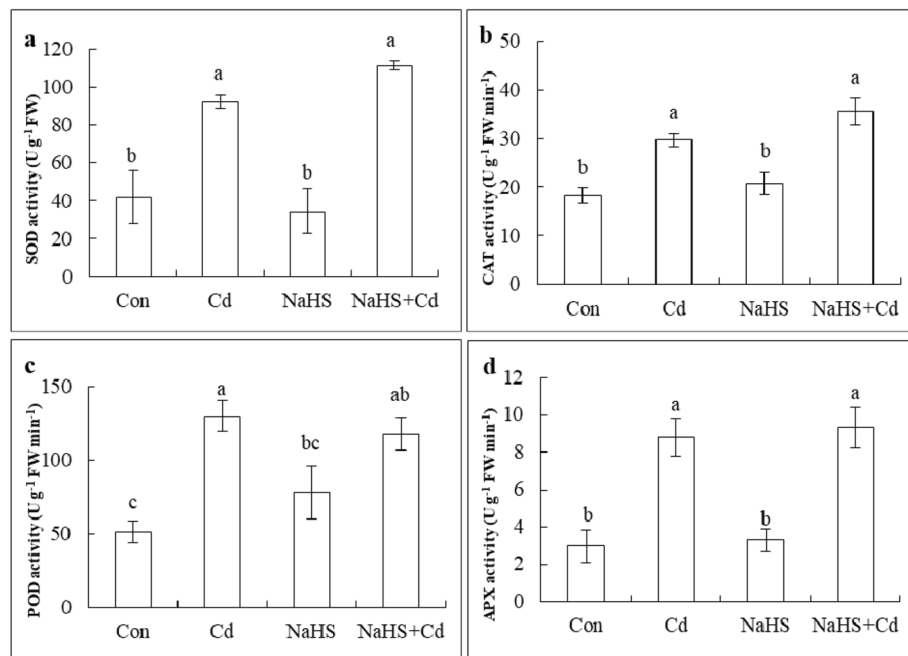 a
SOD activity (U g⁻¹ FW)
120
100
80
60
40
20
0
b
a
b
a
Con Cd NaHS NaHS+Cd
b
CAT activity (U g⁻¹ FW min⁻¹)
50
40
30
20
10
0
b
a
b
a
Con Cd NaHS NaHS+Cd
c
POD activity (U g⁻¹ FW min⁻¹)
150
100
50
0
c
a
bc
ab
Con Cd NaHS NaHS+Cd
d
APX activity (U g⁻¹ FW min⁻¹)
12
10
8
6
4
2
0
b
a
b
a
Con Cd NaHS NaHS+Cd